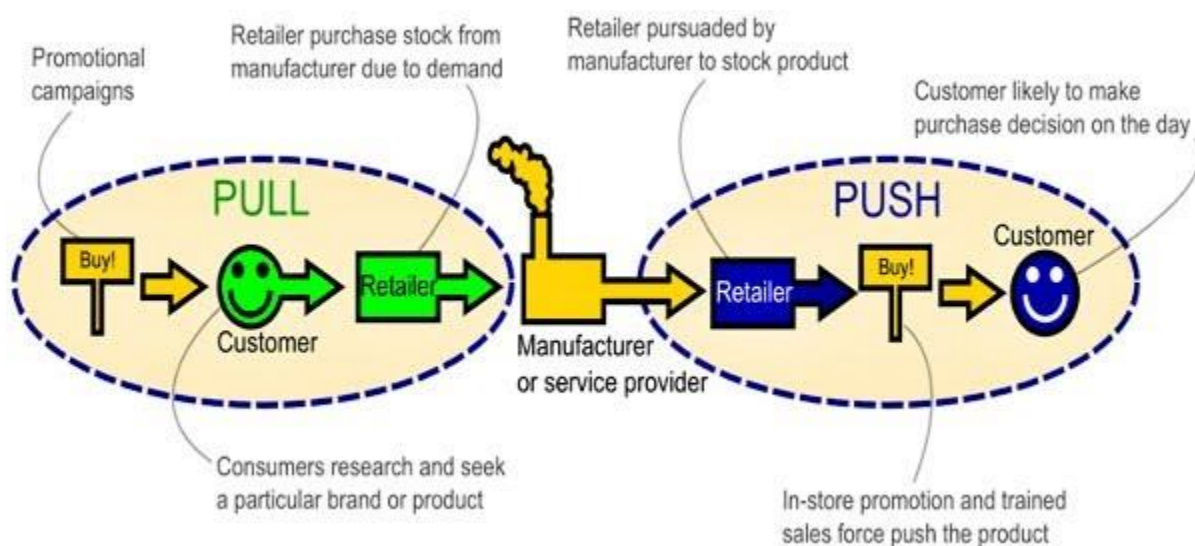 Promotional
campaigns
Retailer purchase stock from
manufacturer due to demand
Retailer pursuaded by
manufacturer to stock product
Customer likely to make
purchase decision on the day
PULL
Buy!
Customer
Retailer
Manufacturer
or service provider
PUSH
Retailer
Buy!
Customer
Consumers research and seek
a particular brand or product
In-store promotion and trained
sales force push the product